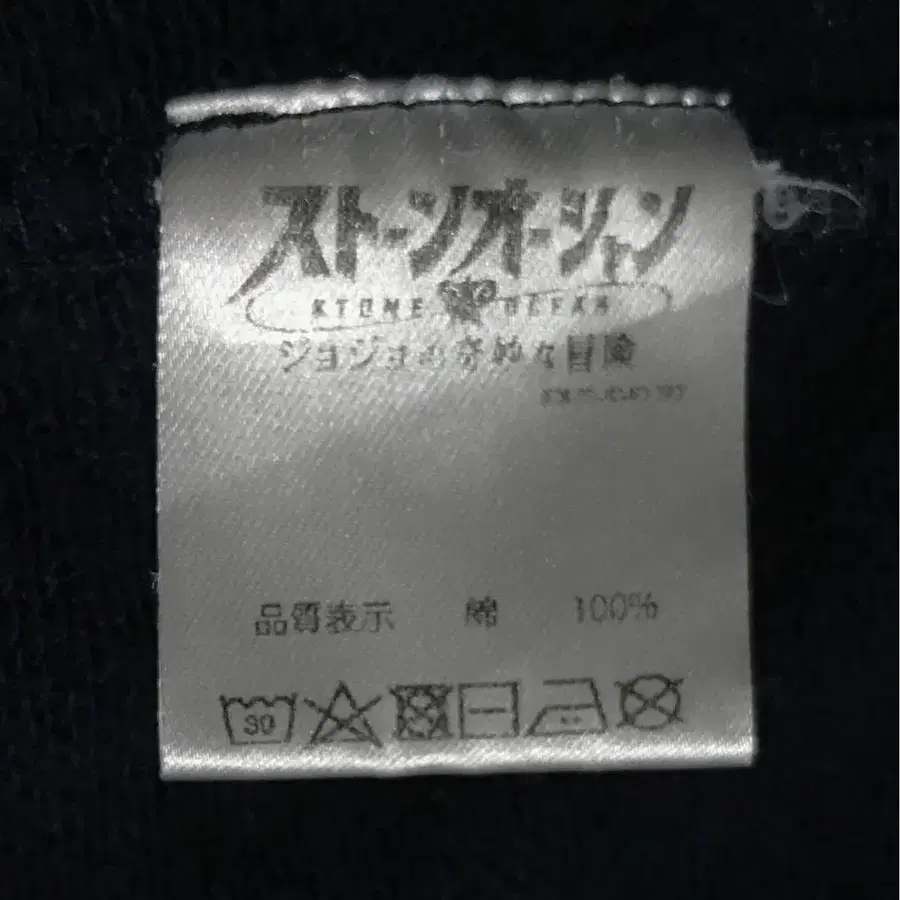 ストーンオーシャン
STONE OCEAN
ジョジョの奇妙な冒険
品質表示 綿 100%
30